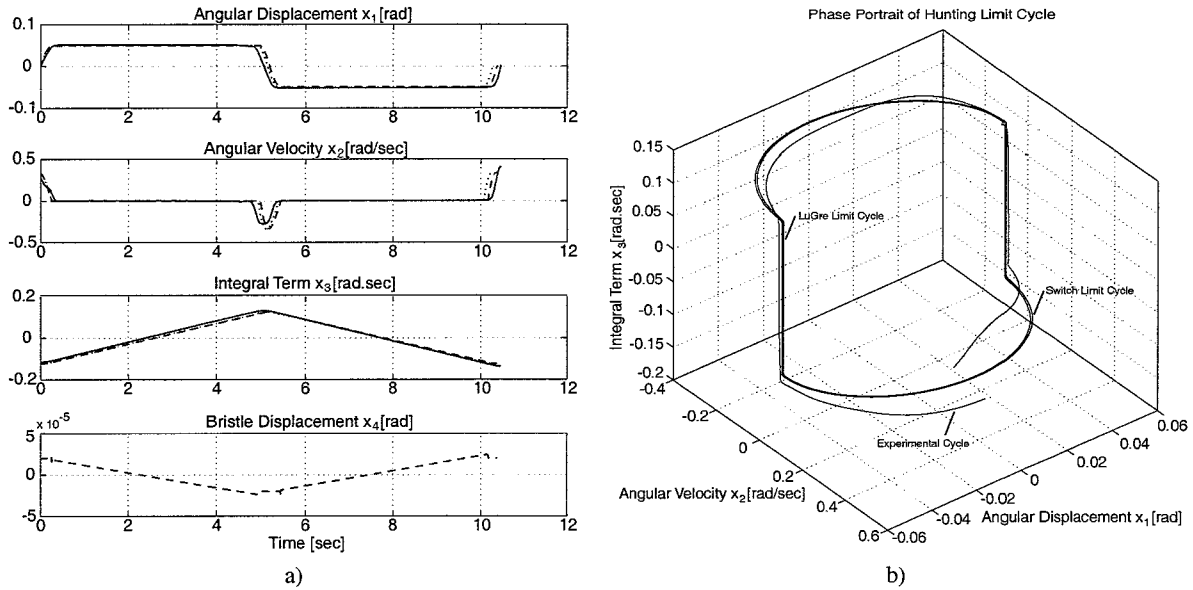 Angular Displacement x1[rad]
0.1
0
-0.1
0 2 4 6 8 10 12
Angular Velocity x2[rad/sec]
0.5
0
-0.5
0 2 4 6 8 10 12
Integral Term x3[rad.sec]
0.2
0
-0.2
0 2 4 6 8 10 12
x 10-5
Bristle Displacement x4[rad]
5
0
-5
0 2 4 6 8 10 12
Time [sec]
a)
Phase Portrait of Hunting Limit Cycle
0.15
0.1
0.05
0
-0.05
-0.1
-0.15
-0.2
Integral Term x3[rad.sec]
LuGre Limit Cycle
Switch Limit Cycle
Experimental Cycle
-0.4
-0.2
0
0.2
0.4
0.6
Angular Velocity x2[rad/sec]
-0.06
-0.04
-0.02
0
0.02
0.04
0.06
Angular Displacement x1[rad]
b)